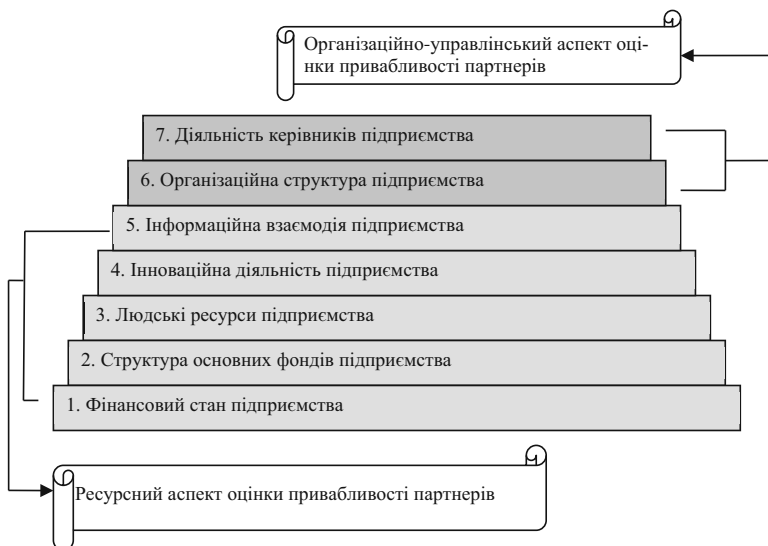 Організаційно-управлінський аспект оці-
нки привабливості партнерів
7. Діяльність керівників підприємства
6. Організаційна структура підприємства
5. Інформаційна взаємодія підприємства
4. Інноваційна діяльність підприємства
3. Людські ресурси підприємства
2. Структура основних фондів підприємства
1. Фінансовий стан підприємства
Ресурсний аспект оцінки привабливості партнерів